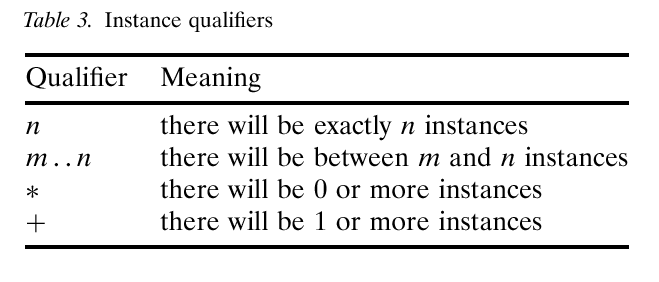 Table 3. Instance qualifiers
Qualifier Meaning
n there will be exactly n instances
m . . n there will be between m and n instances
* there will be 0 or more instances
+ there will be 1 or more instances